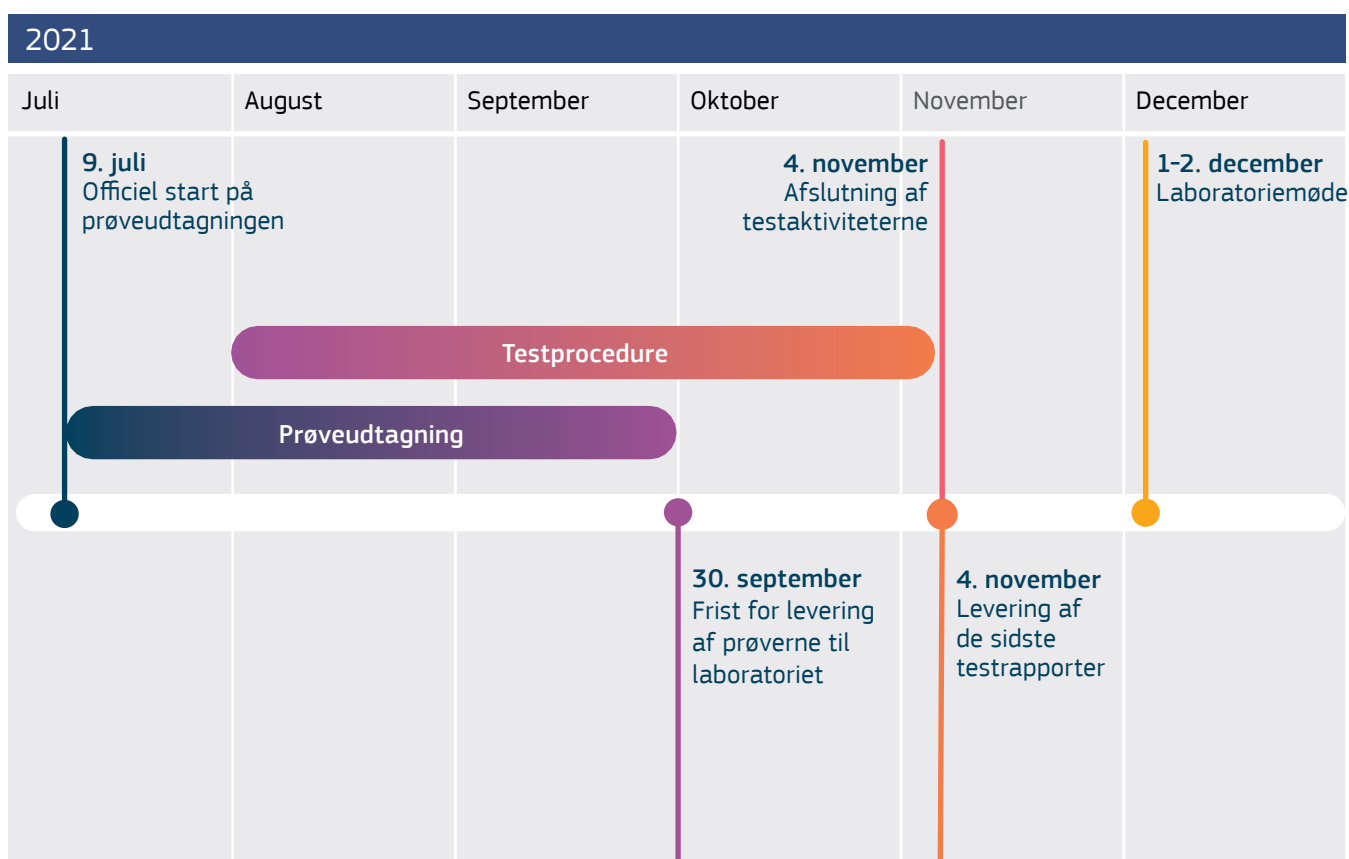 2021
Juli
August
September
Oktober
November
December
9. juli
Officiel start på
prøveudtagningen
4. november
Afslutning af
testaktiviteterne
1-2. december
Laboratoriemøde
Testprocedure
Prøveudtagning
30. september
Frist for levering
af prøverne til
laboratoriet
4. november
Levering af
de sidste
testrapporter